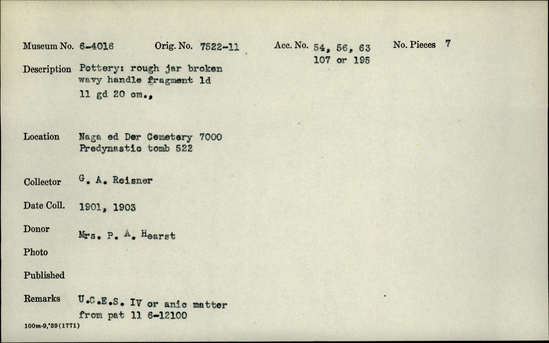 Museum No. 6-4016 Orig. No. 7522-11 Acc. No. 54, 56, 63 No. Pieces 7
107 or 195
Description Pottery: rough jar broken
wavy handle fragment 1d
11 gd 20 cm.,
Location Naga ed Der Cemetery 7000
Predynastic tomb 522
Collector G. A. Reisner
Date Coll. 1901, 1903
Donor Mrs. P. A. Hearst
Photo
Published
Remarks U.C.E.S. IV or anic matter
from pat 11 6-12100
100m-9,'39(1771)